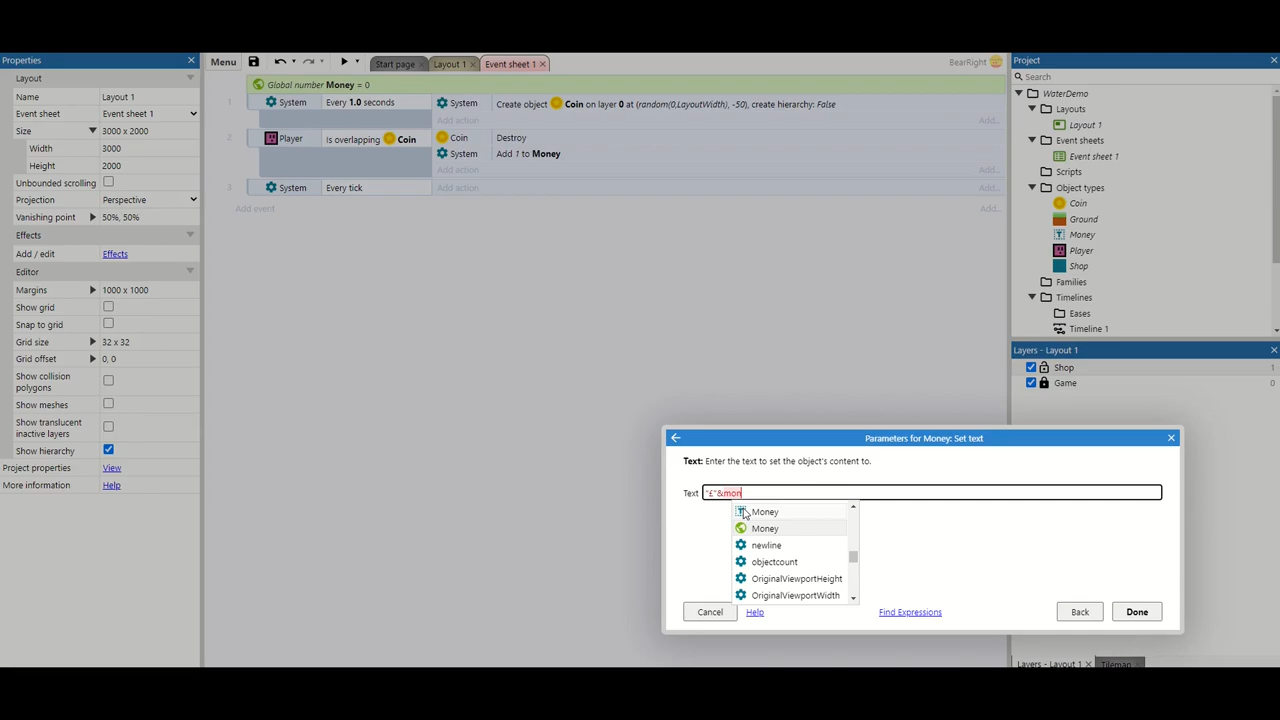 Properties
Menu
Start page
Layout 1
Event sheet 1
BearRight
Project
Layout
Name
Layout 1
Event sheet
Event sheet 1
Size
3000 x 2000
Width
3000
Height
2000
Unbounded scrolling
Projection
Perspective
Vanishing point
50%, 50%
Effects
Add / edit
Effects
Editor
Margins
1000 x 1000
Show grid
Snap to grid
Grid size
32 x 32
Grid offset
0, 0
Show collision
polygons
Show meshes
Show translucent
inactive layers
Show hierarchy
Project properties
View
More information
Help
Global number Money = 0
1
System
Every 1.0 seconds
System
Create object Coin on layer 0 at (random(0,LayoutWidth), -50), create hierarchy: False
Add action
Add...
2
Player
Is overlapping Coin
Coin
Destroy
System
Add 1 to Money
Add action
Add...
3
System
Every tick
Add action
Add...
Add event
Add...
Search
WaterDemo
Layouts
Layout 1
Event sheets
Event sheet 1
Scripts
Object types
Coin
Ground
Money
Player
Shop
Families
Timelines
Eases
Timeline 1
Layers - Layout 1
Shop
1
Game
0
Parameters for Money: Set text
Text: Enter the text to set the object's content to.
Text
"£"&mon
Money
Money
newline
objectcount
OriginalViewportHeight
OriginalViewportWidth
Cancel
Help
Find Expressions
Back
Done
Layers - Layout 1
Tilemap